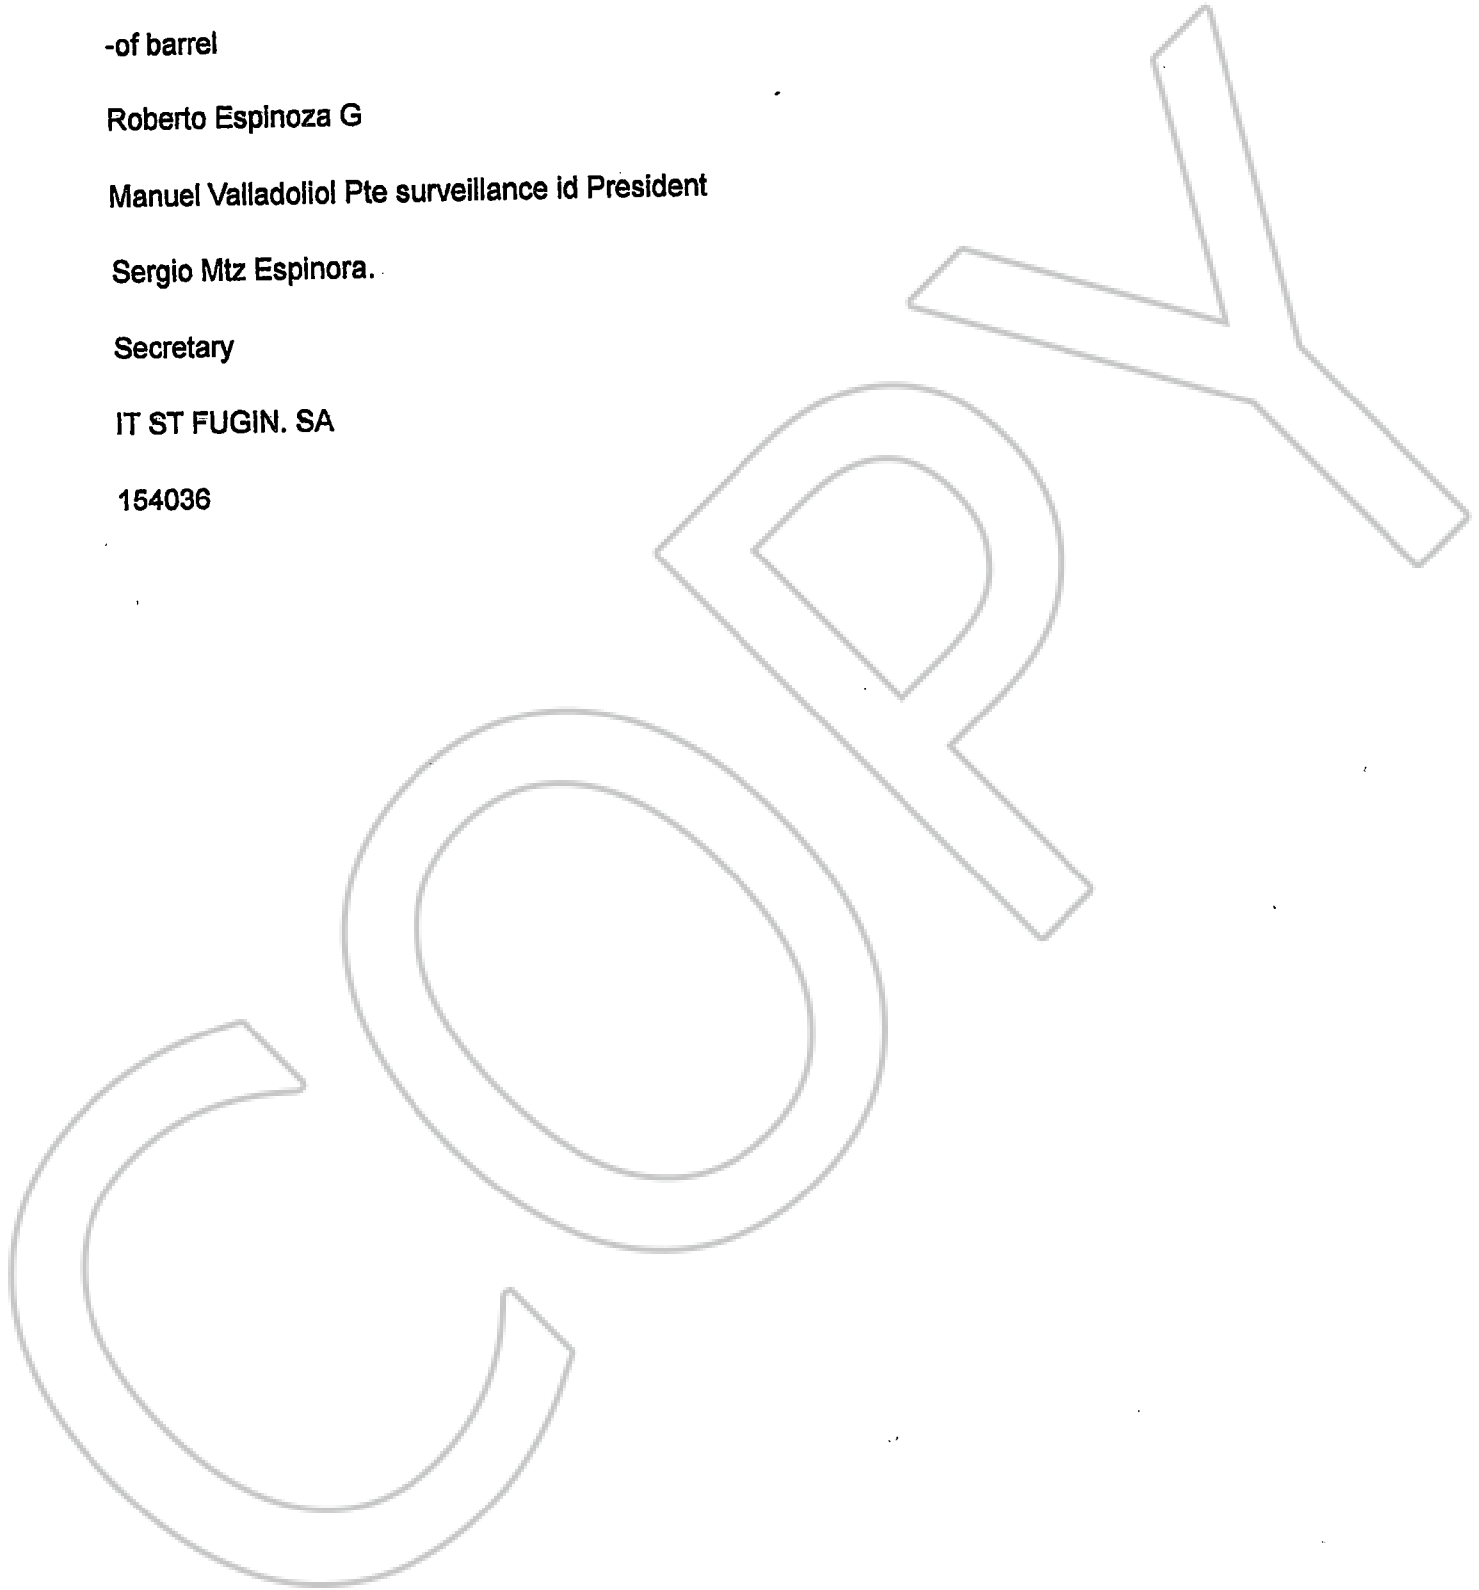 -of barrel
Roberto Espinoza G
Manuel Valladoliol Pte surveillance id President
Sergio Mtz Espinora.
Secretary
IT ST FUGIN. SA
154036
COPY